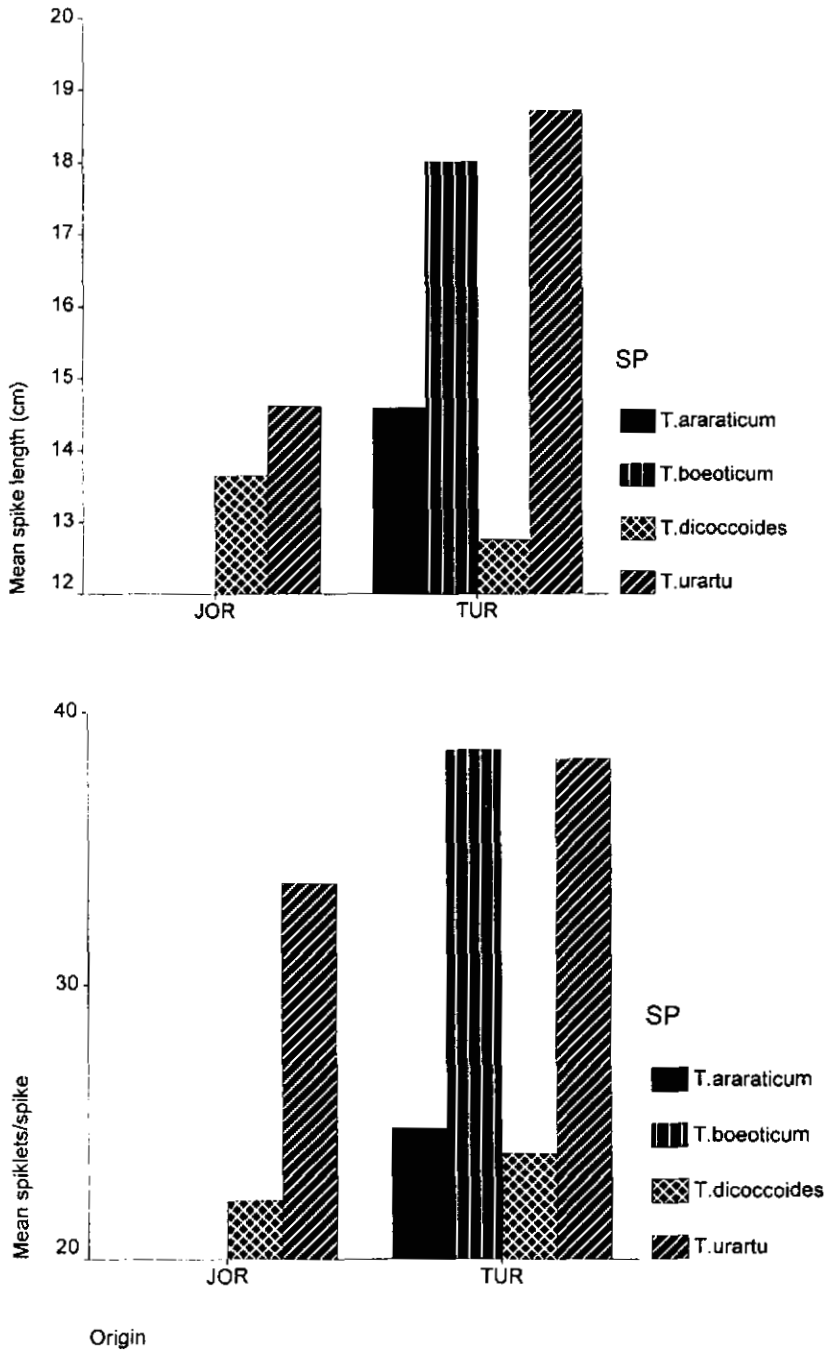 20
19
18
17
16
15
14
13
12
Mean spike length (cm)
JOR
TUR
SP
T.araraticum
T.boeoticum
T.dicoccoides
T.urartu
40
30
20
Mean spiklets/spike
JOR
TUR
SP
T.araraticum
T.boeoticum
T.dicoccoides
T.urartu
Origin